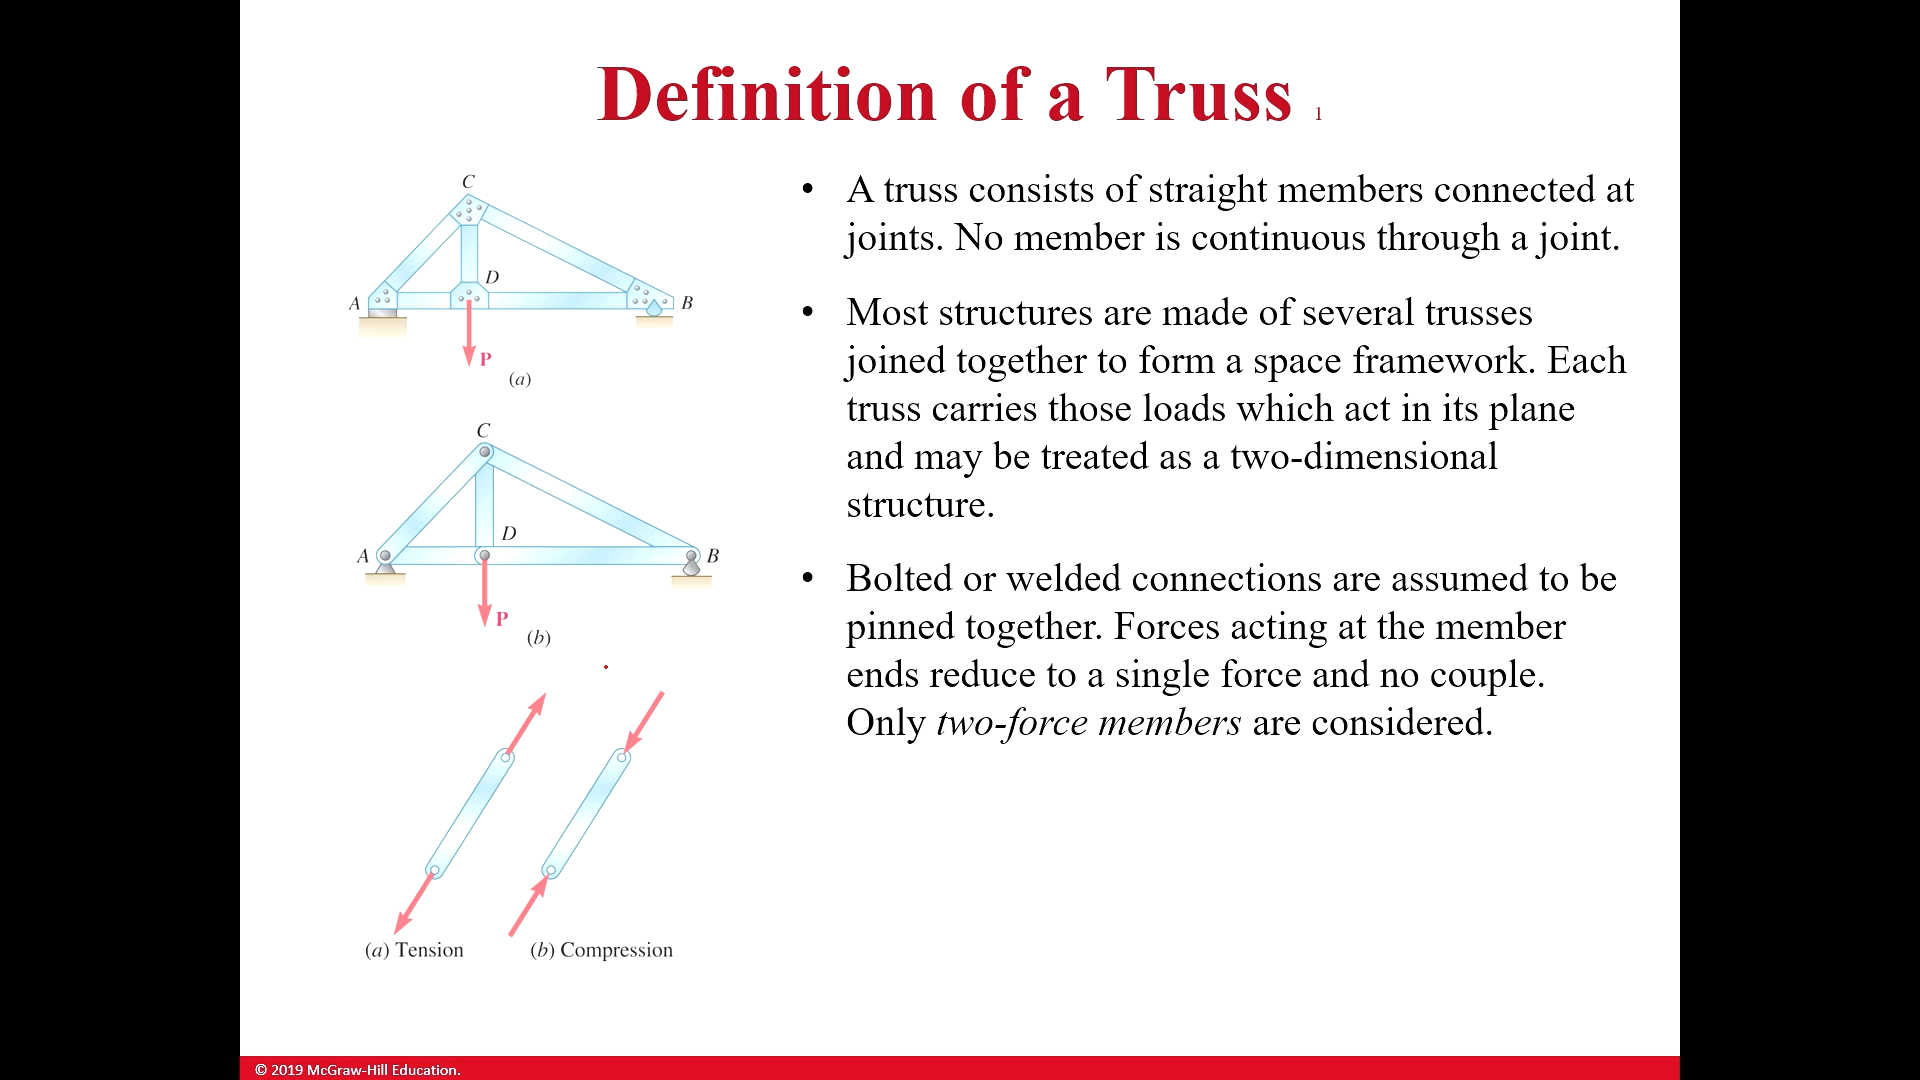 Definition of a Truss 1
C
D
A
B
P
(a)
C
D
A
B
P
(b)
(a) Tension
(b) Compression
• A truss consists of straight members connected at
joints. No member is continuous through a joint.
• Most structures are made of several trusses
joined together to form a space framework. Each
truss carries those loads which act in its plane
and may be treated as a two-dimensional
structure.
• Bolted or welded connections are assumed to be
pinned together. Forces acting at the member
ends reduce to a single force and no couple.
Only two-force members are considered.
© 2019 McGraw-Hill Education.